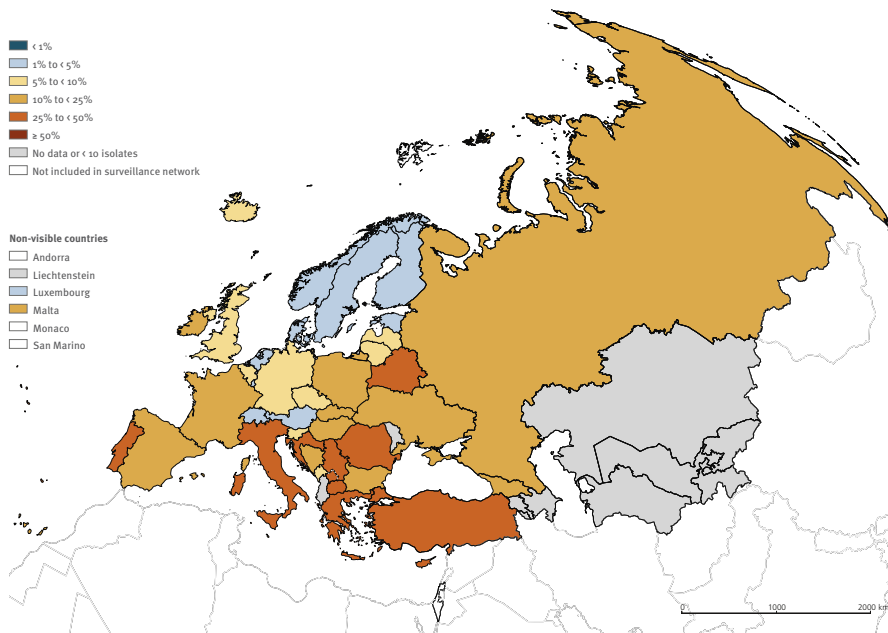 < 1%
1% to < 5%
5% to < 10%
10% to < 25%
25% to < 50%
≥ 50%
No data or < 10 isolates
Not included in surveillance network
Non-visible countries
Andorra
Liechtenstein
Luxembourg
Malta
Monaco
San Marino
0 1000 2000 km